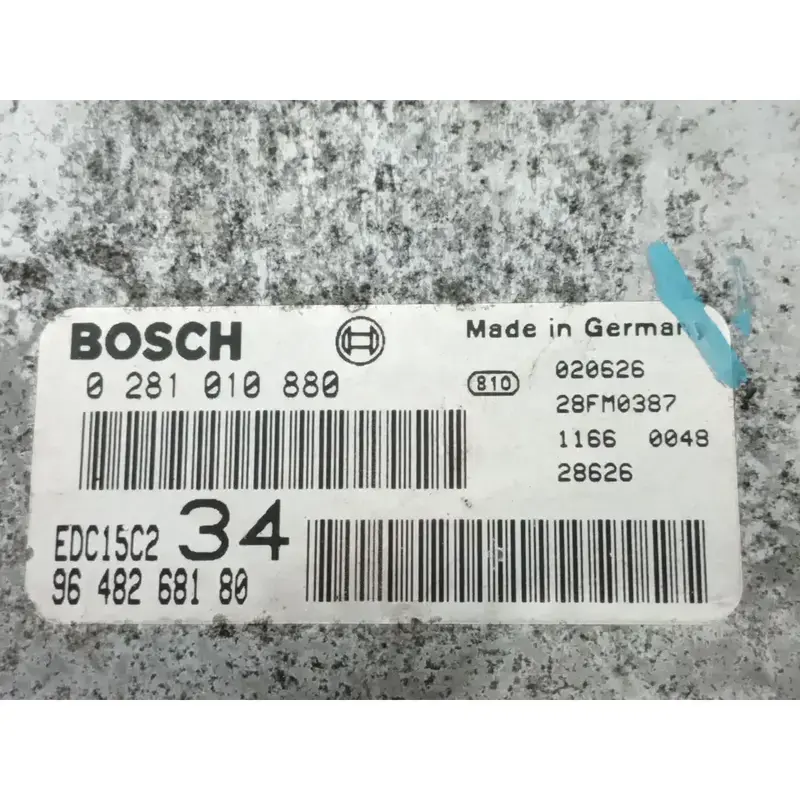 BOSCH
Made in Germany
0 281 010 880
810
020626
28FM0387
1166 0048
28626
EDC15C2 34
96 482 681 80